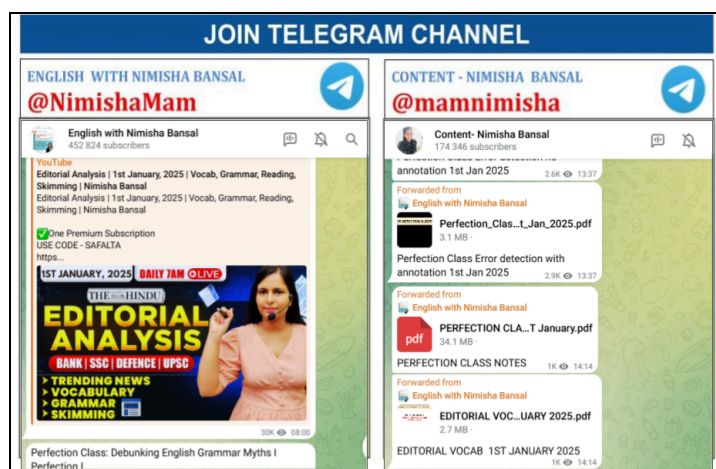 JOIN TELEGRAM CHANNEL
ENGLISH WITH NIMISHA BANSAL
@NimishaMam
English with Nimisha Bansal
452 824 subscribers
YouTube
Editorial Analysis | 1st January, 2025 | Vocab, Grammar, Reading,
Skimming | Nimisha Bansal
Editorial Analysis | 1st January, 2025 | Vocab, Grammar, Reading,
Skimming | Nimisha Bansal
✅One Premium Subscription
USE CODE - SAFALTA
https...
1ST JANUARY, 2025 DAILY 7AM LIVE
THE HINDU
EDITORIAL
ANALYSIS
BANK | SSC | DEFENCE | UPSC
TRENDING NEWS
VOCABULARY
GRAMMAR
SKIMMING
30K 08:00
Perfection Class: Debunking English Grammar Myths I
Perfection I
CONTENT - NIMISHA BANSAL
@mamnimisha
Content- Nimisha Bansal
174 346 subscribers
Perfection Class Error detection no
annotation 1st Jan 2025
2.6K 13:37
Forwarded from
English with Nimisha Bansal
Perfection_Clas...t_Jan_2025.pdf
3.1 MB ·
Perfection Class Error detection with
annotation 1st Jan 2025
2.9K 13:37
Forwarded from
English with Nimisha Bansal
pdf
PERFECTION CLA...T January.pdf
34.1 MB ·
PERFECTION CLASS NOTES
1K 14:14
Forwarded from
English with Nimisha Bansal
EDITORIAL VOC...UARY 2025.pdf
2.7 MB ·
EDITORIAL VOCAB 1ST JANUARY 2025
1K 14:14